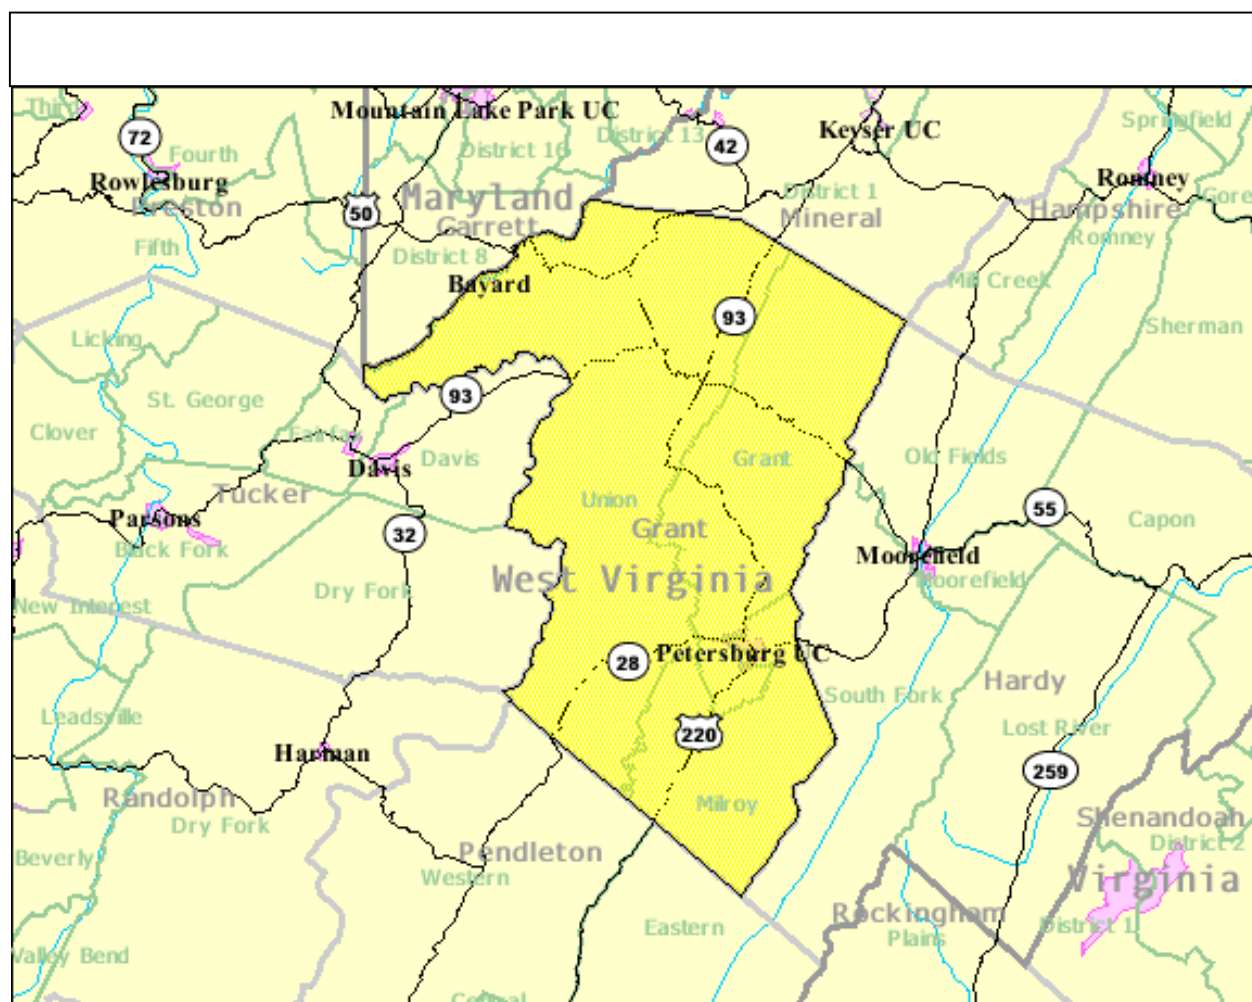 Third
Mountain Lake Park UC
72
42
Keyser UC
Springfield
District 13
Fourth
District 16
Rowlesburg
Romney
Preston
50
Maryland
District 1
Gore
Garrett
Mineral
Hampshire
Fifth
District 8
Romney
Bayard
Mill Creek
93
Licking
Sherman
93
St. George
Clover
Fairfax
Davis
Davis
Grant
Old Fields
Tucker
Union
55
Parsons
Grant
Capon
32
Black Fork
Moorefield
West Virginia
Moorefield
Dry Fork
New Interest
28
Petersburg UC
Hardy
South Fork
Leadsville
Lost River
220
Harman
259
Randolph
Milroy
Shenandoah
Dry Fork
District 2
Pendleton
Beverly
Western
Virginia
Rockingham
Eastern
Plains
District 1
Valley Bend
Central